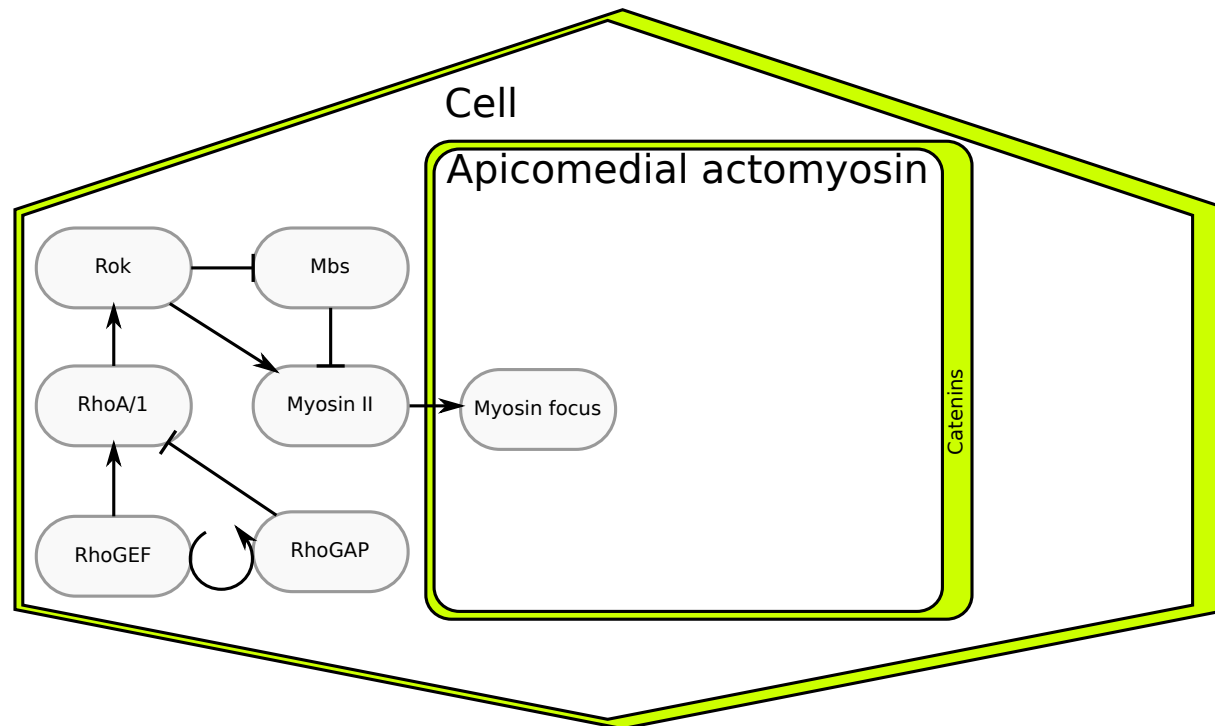 Cell
Apicomedial actomyosin
Rok
Mbs
RhoA/1
Myosin II
Myosin focus
Catenins
RhoGEF
RhoGAP